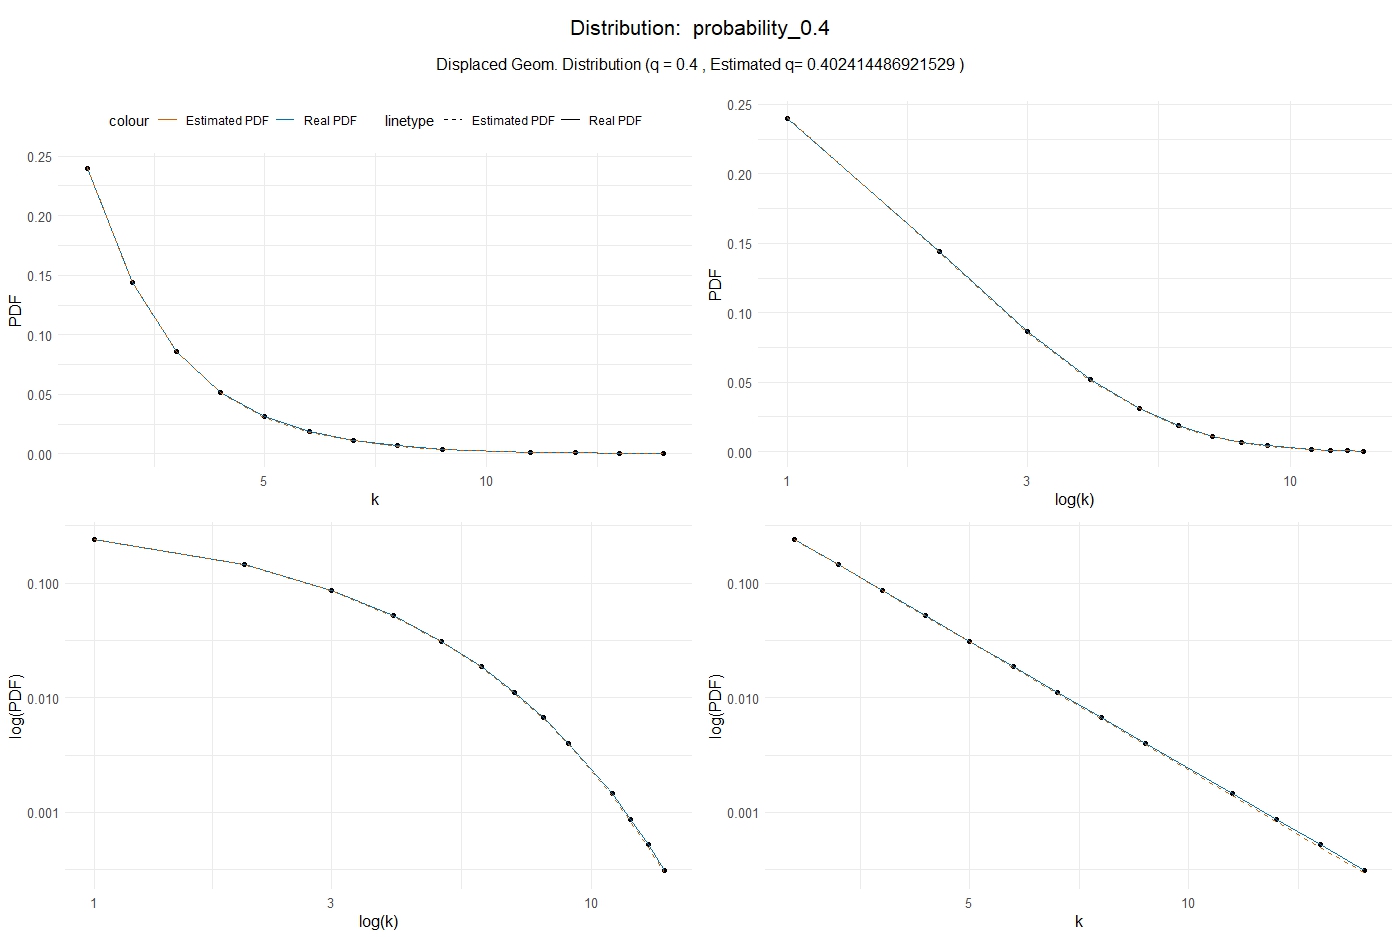 Distribution:  probability_0.4
Displaced Geom. Distribution (q = 0.4 , Estimated q= 0.402414486921529 )
colour Estimated PDF Real PDF linetype Estimated PDF Real PDF
0.25
0.20
0.15
0.10
0.05
0.00
PDF
5 10
k
0.25
0.20
0.15
0.10
0.05
0.00
PDF
1 3 10
log(k)
0.100
0.010
0.001
log(PDF)
1 3 10
log(k)
0.100
0.010
0.001
log(PDF)
5 10
k